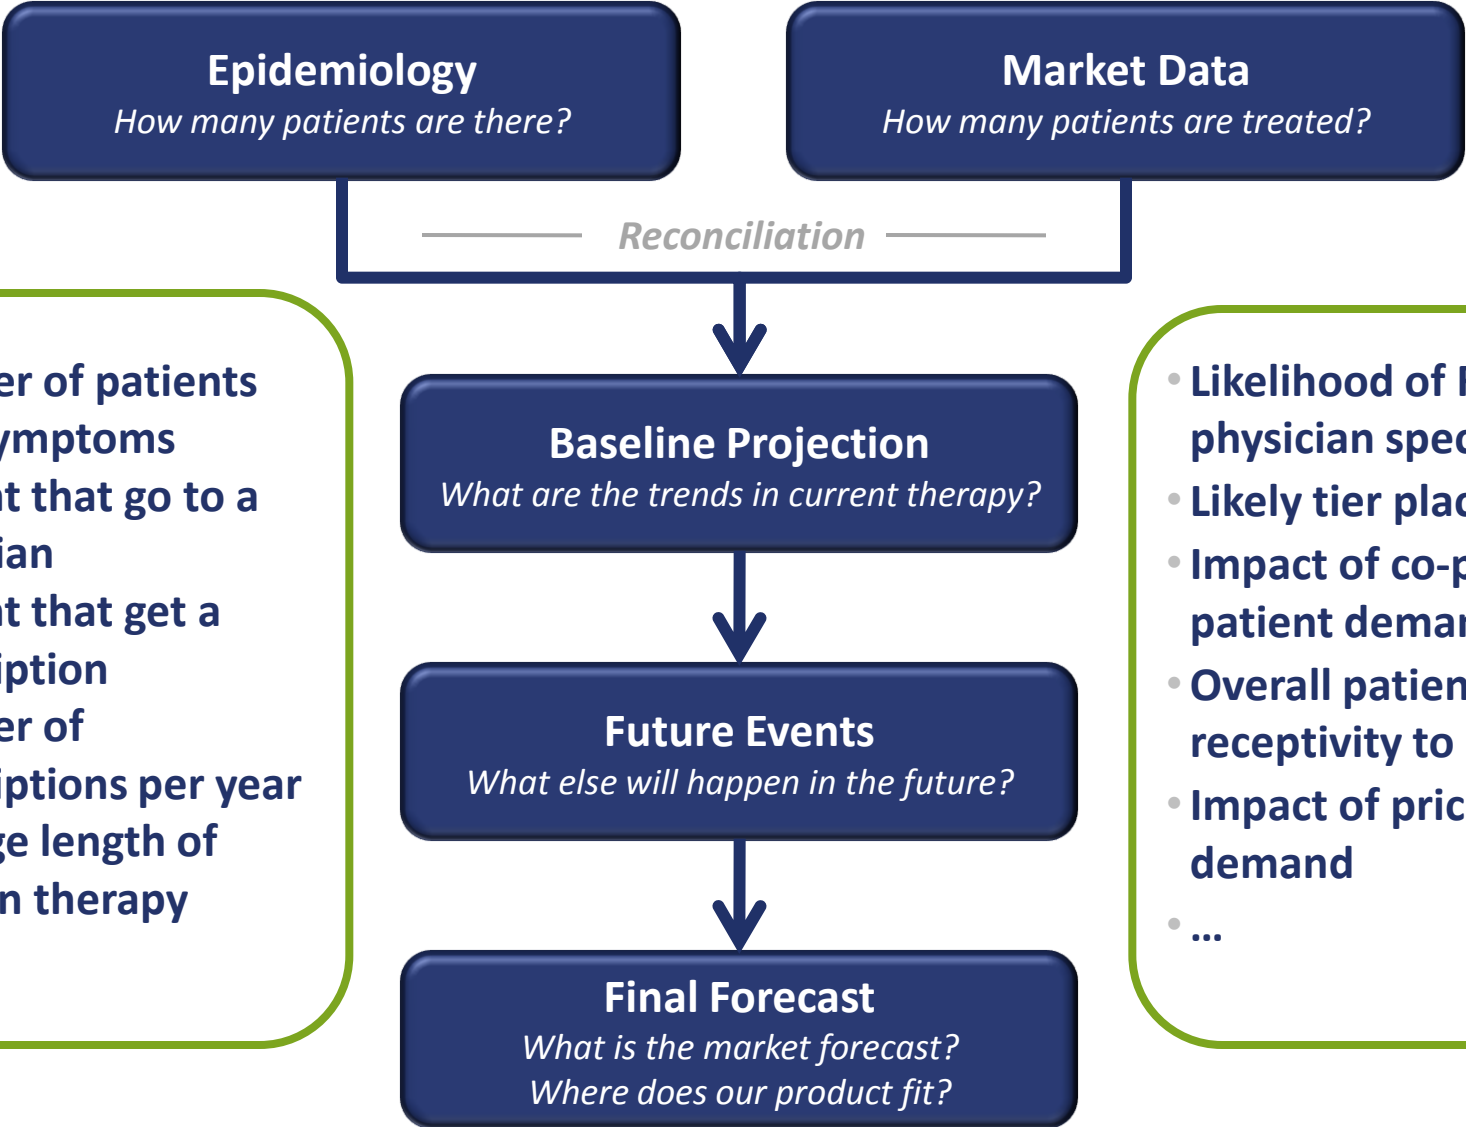 Epidemiology
How many patients are there?
Market Data
How many patients are treated?
Reconciliation
er of patients
ymptoms
t that go to a
ian
t that get a
iption
er of
iptions per year
ge length of
n therapy
Baseline Projection
What are the trends in current therapy?
Future Events
What else will happen in the future?
Final Forecast
What is the market forecast?
Where does our product fit?
• Likelihood of
physician spec
• Likely tier plac
• Impact of co-p
patient deman
• Overall patien
receptivity to
• Impact of pric
demand
• ...